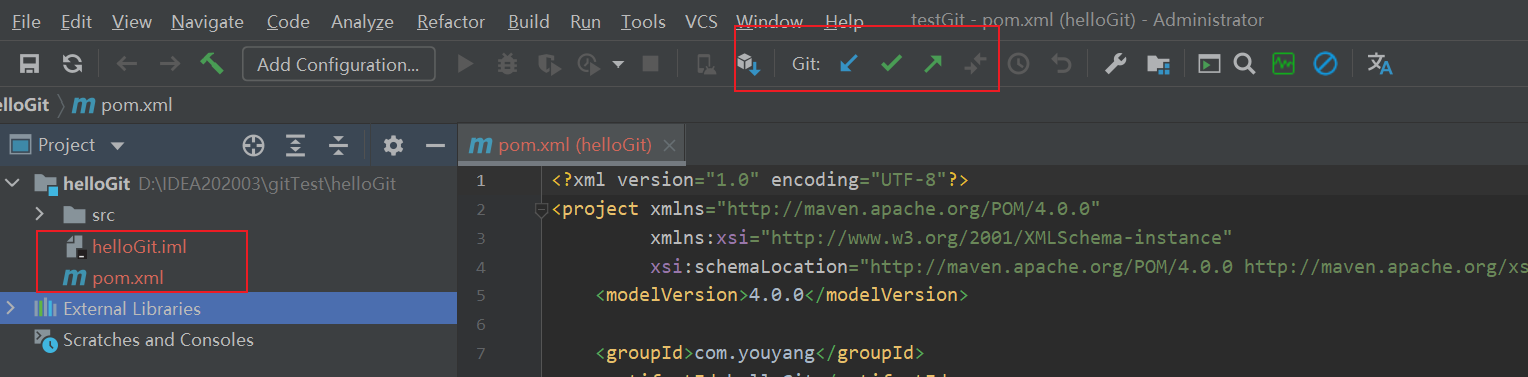 File Edit View Navigate Code Analyze Refactor Build Run Tools VCS Window Help testGit - pom.xml (helloGit) - Administrator
Add Configuration... Git:
elloGit pom.xml
Project
pom.xml (helloGit)
helloGit D:\IDEA202003\gitTest\helloGit
src
helloGit.iml
pom.xml
External Libraries
Scratches and Consoles
1 <?xml version="1.0" encoding="UTF-8"?>
2 <project xmlns="http://maven.apache.org/POM/4.0.0"
3 xmlns:xsi="http://www.w3.org/2001/XMLSchema-instance"
4 xsi:schemaLocation="http://maven.apache.org/POM/4.0.0 http://maven.apache.org/xs
5 <modelVersion>4.0.0</modelVersion>
6
7 <groupId>com.youyang</groupId>